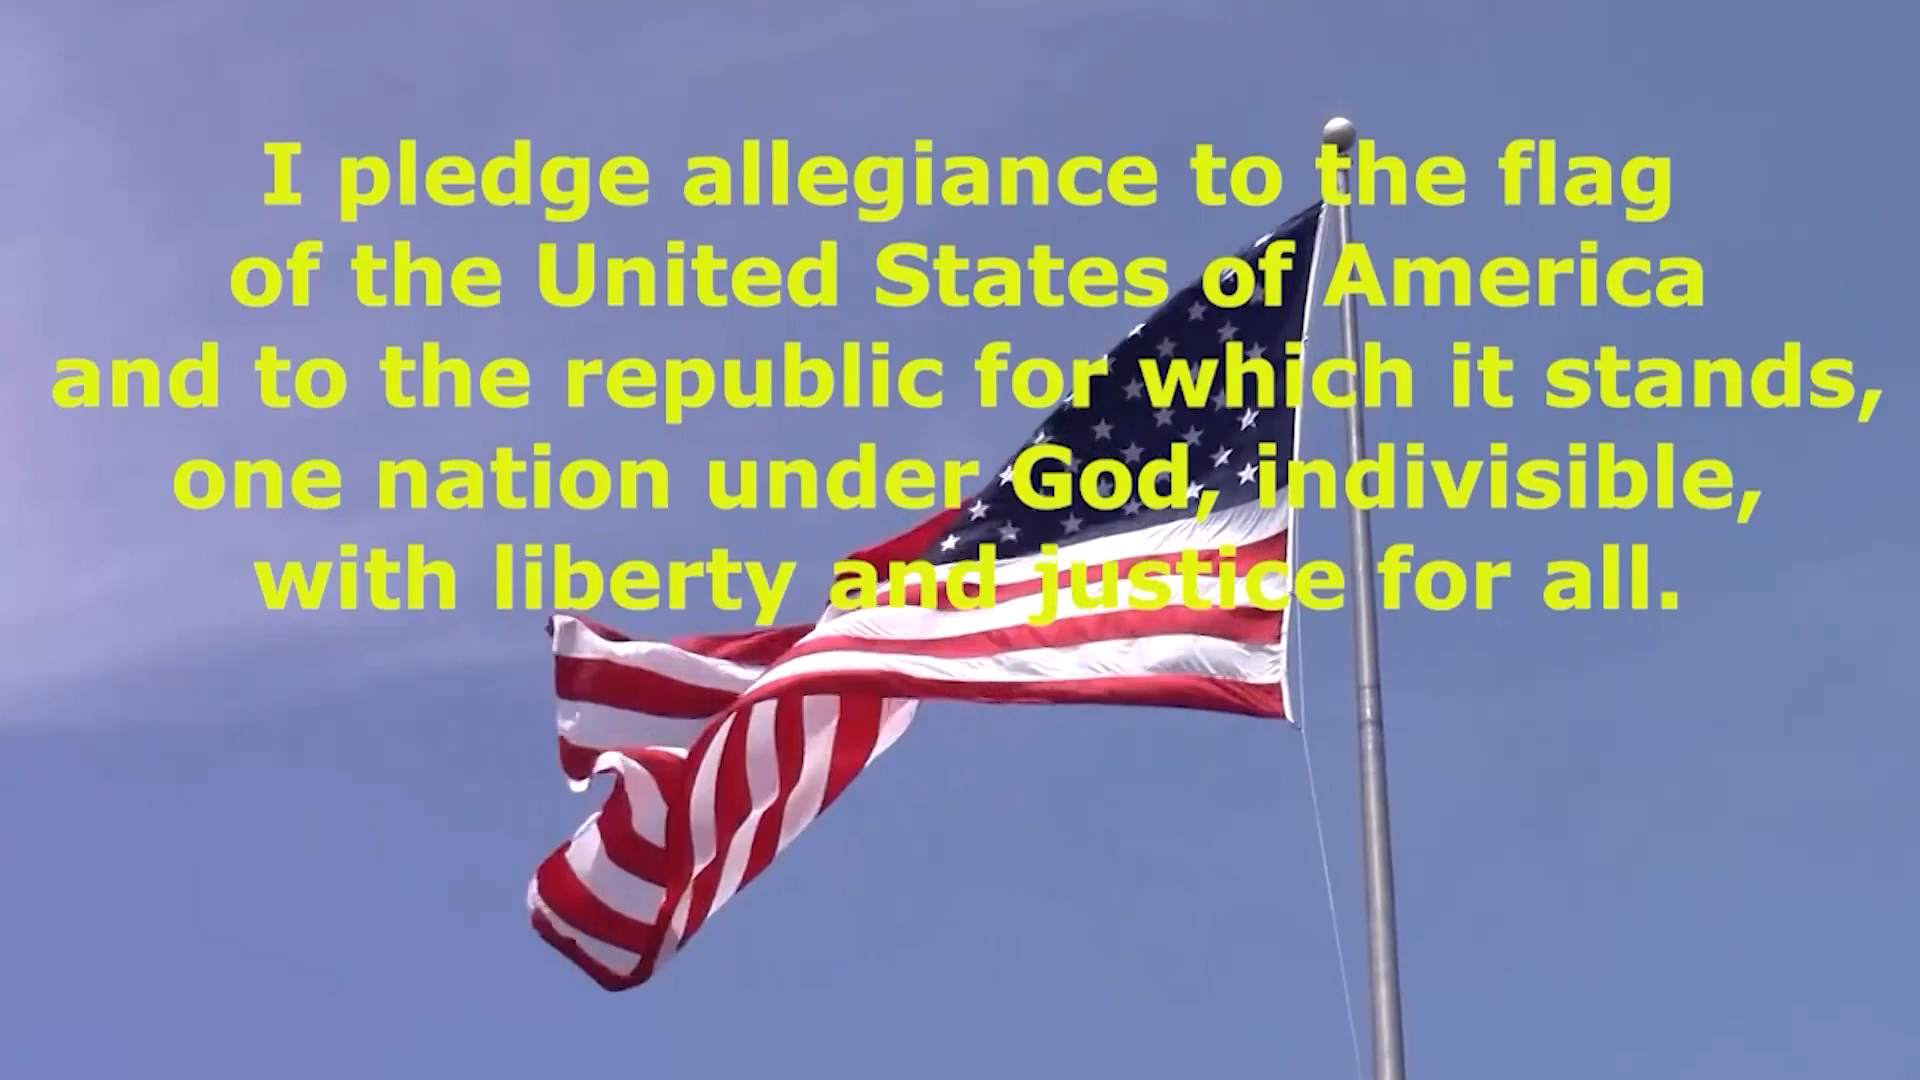 I pledge allegiance to the flag
of the United States of America
and to the republic for which it stands,
one nation under God, indivisible,
with liberty and justice for all.